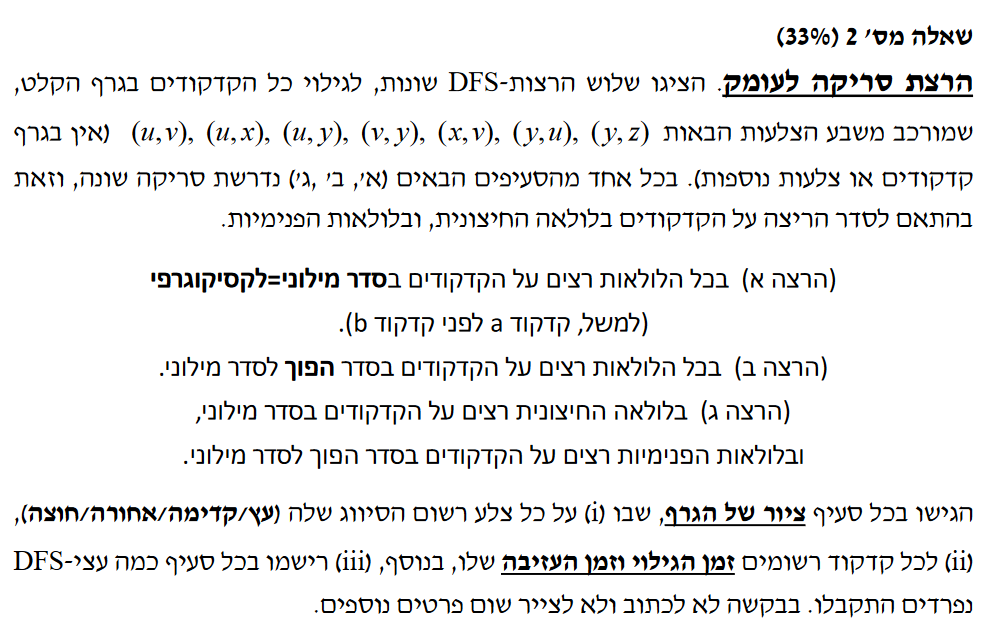 שאלה מס׳ 2 (33%)
הרצת סריקה לעומק. הציגו שלוש הרצות-DFS שונות, לגילוי כל הקדקודים בגרף הקלט,
שמורכב משבע הצלעות הבאות (u,v), (u,x), (u,y), (v,y), (x,v), (y,u), (y,z) (אין בגרף
קדקודים או צלעות נוספות). בכל אחד מהסעיפים הבאים (א׳, ב׳ ,ג׳) נדרשת סריקה שונה, וזאת
בהתאם לסדר הריצה על הקדקודים בלולאה החיצונית, ובלולאות הפנימיות.
(הרצה א) בכל הלולאות רצים על הקדקודים בסדר מילוני=לקסיקוגרפי
(למשל, קדקוד a לפני קדקוד b).
(הרצה ב) בכל הלולאות רצים על הקדקודים בסדר הפוך לסדר מילוני.
(הרצה ג) בלולאה החיצונית רצים על הקדקודים בסדר מילוני,
ובלולאות הפנימיות רצים על הקדקודים בסדר הפוך לסדר מילוני.
הגישו בכל סעיף ציור של הגרף, שבו (i) על כל צלע רשום הסיווג שלה (עץ/קדימה/אחורה/חוצה),
(ii) לכל קדקוד רשומים זמן הגילוי וזמן העזיבה שלו, בנוסף, (iii) רישמו בכל סעיף כמה עצי-DFS
נפרדים התקבלו. בבקשה לא לכתוב ולא לצייר שום פרטים נוספים.